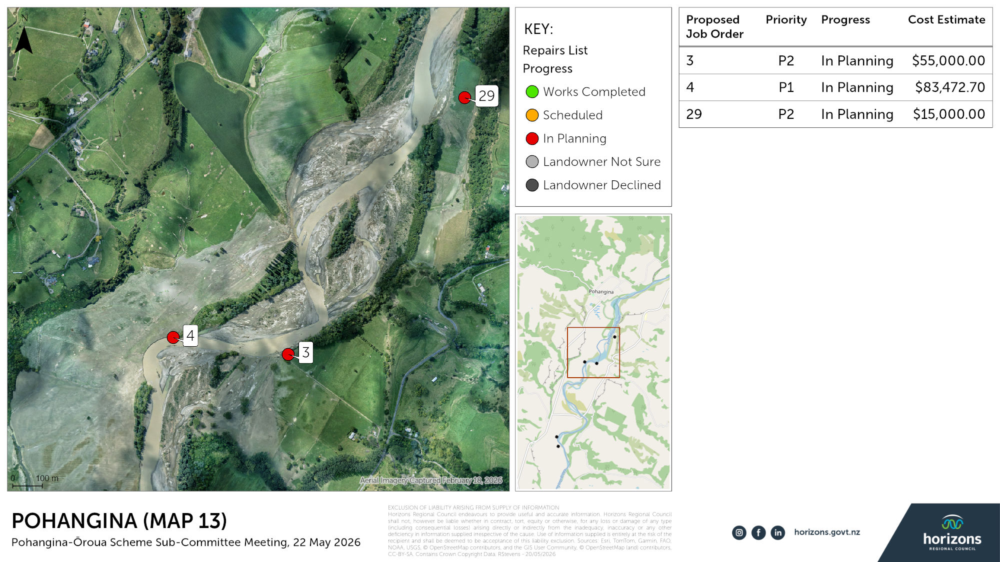 N
29
4
3
0 100 m
Aerial Imagery Captured February 18, 2026
KEY:
Repairs List
Progress
Works Completed
Scheduled
In Planning
Landowner Not Sure
Landowner Declined
Pohangina
Proposed Job Order Priority Progress Cost Estimate
3 P2 In Planning $55,000.00
4 P1 In Planning $83,472.70
29 P2 In Planning $15,000.00
POHANGINA (MAP 13)
Pohangina-Ōroua Scheme Sub-Committee Meeting, 22 May 2026
EXCLUSION OF LIABILITY ARISING FROM SUPPLY OF INFORMATION
Horizons Regional Council endeavours to provide useful and accurate information. Horizons Regional Council
shall not, however be liable whether in contract, tort, equity or otherwise, for any loss or damage of any type
(including consequential losses) arising directly or indirectly from the inadequacy, inaccuracy or any other
deficiency in information supplied irrespective of the cause. Use of information supplied is entirely at the risk of the
recipient and shall be deemed to be acceptance of this liability exclusion. Sources: Esri, TomTom, Garmin, FAO,
NOAA, USGS, © OpenStreetMap contributors, and the GIS User Community, © OpenStreetMap (and) contributors,
CC-BY-SA. Contains Crown Copyright Data. RStevens - 20/05/2026
horizons.govt.nz
horizons
REGIONAL COUNCIL